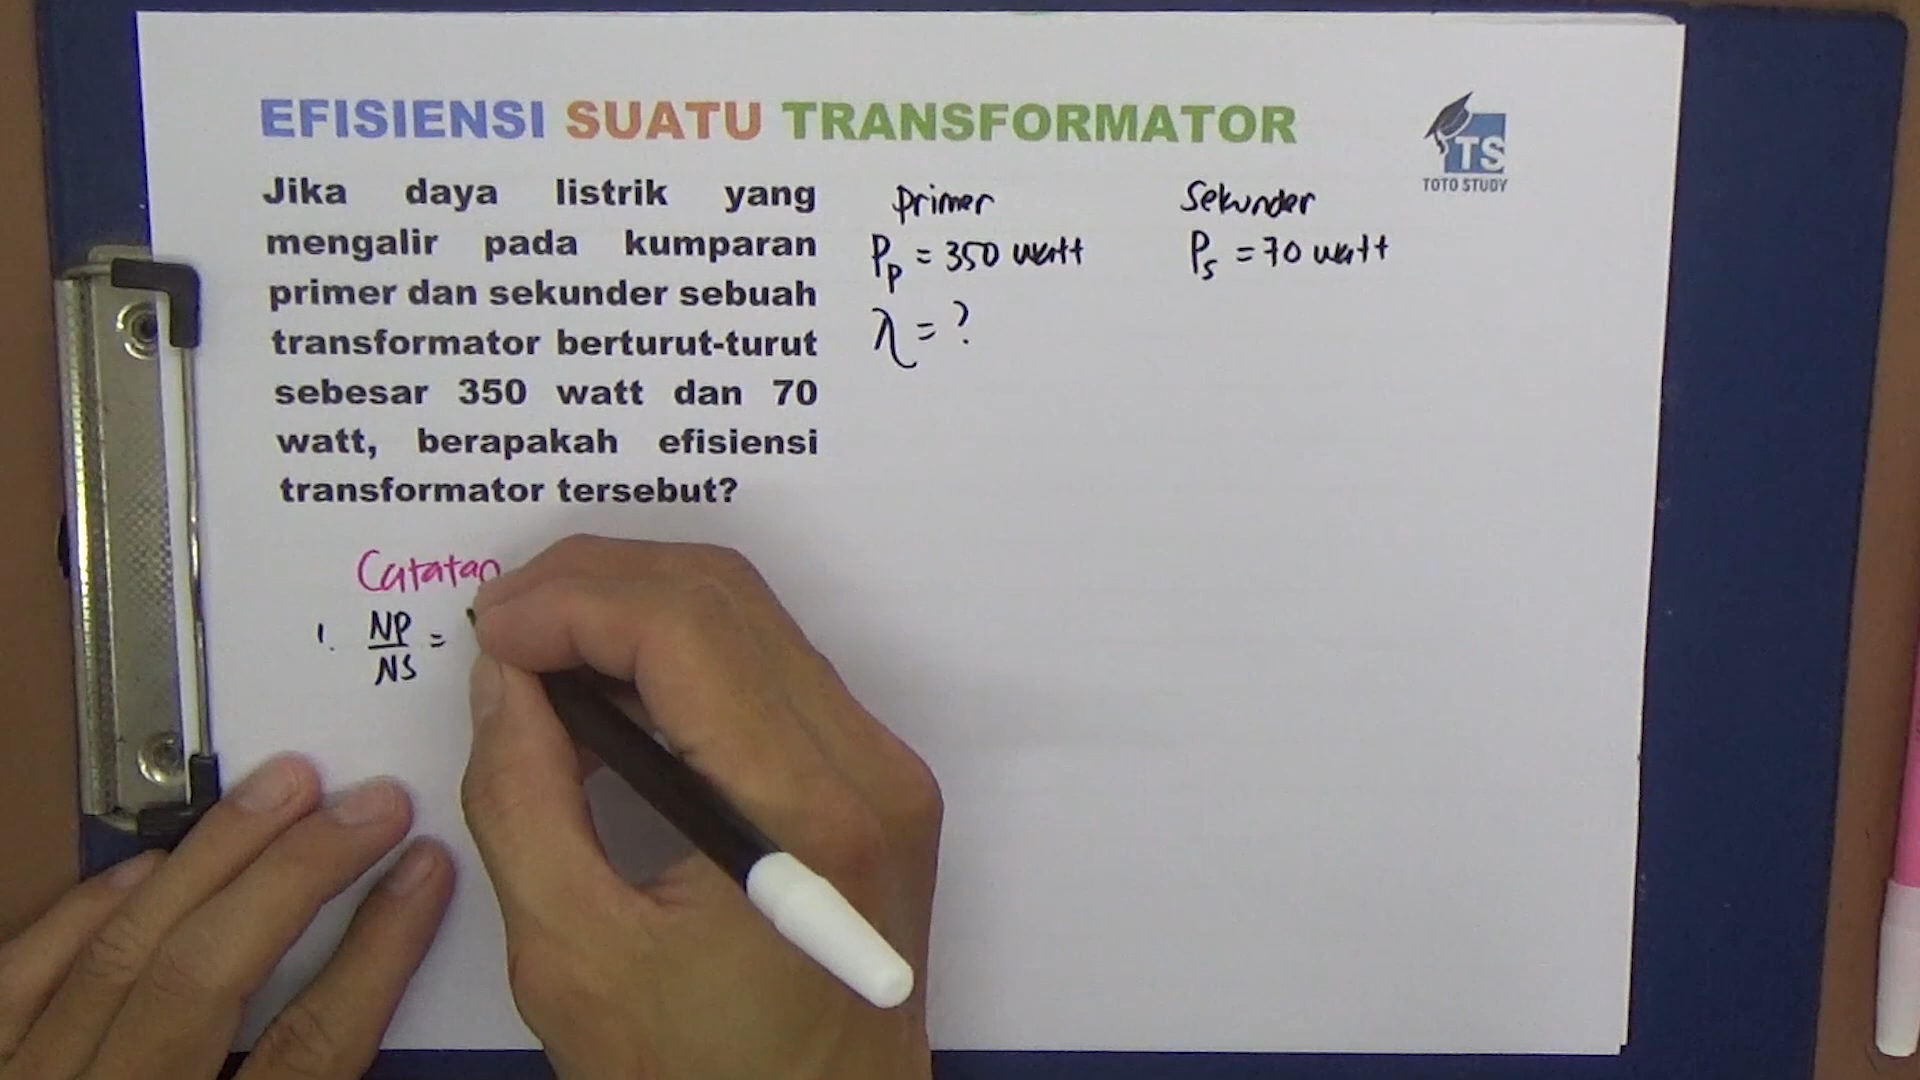 EFISIENSI SUATU TRANSFORMATOR
TS
TOTO STUDY
Jika daya listrik yang
mengalir pada kumparan
primer dan sekunder sebuah
transformator berturut-turut
sebesar 350 watt dan 70
watt, berapakah efisiensi
transformator tersebut?
Primer
Pp = 350 watt
η = ?
Sekunder
Ps = 70 watt
Catatan
1. NP
NS
=